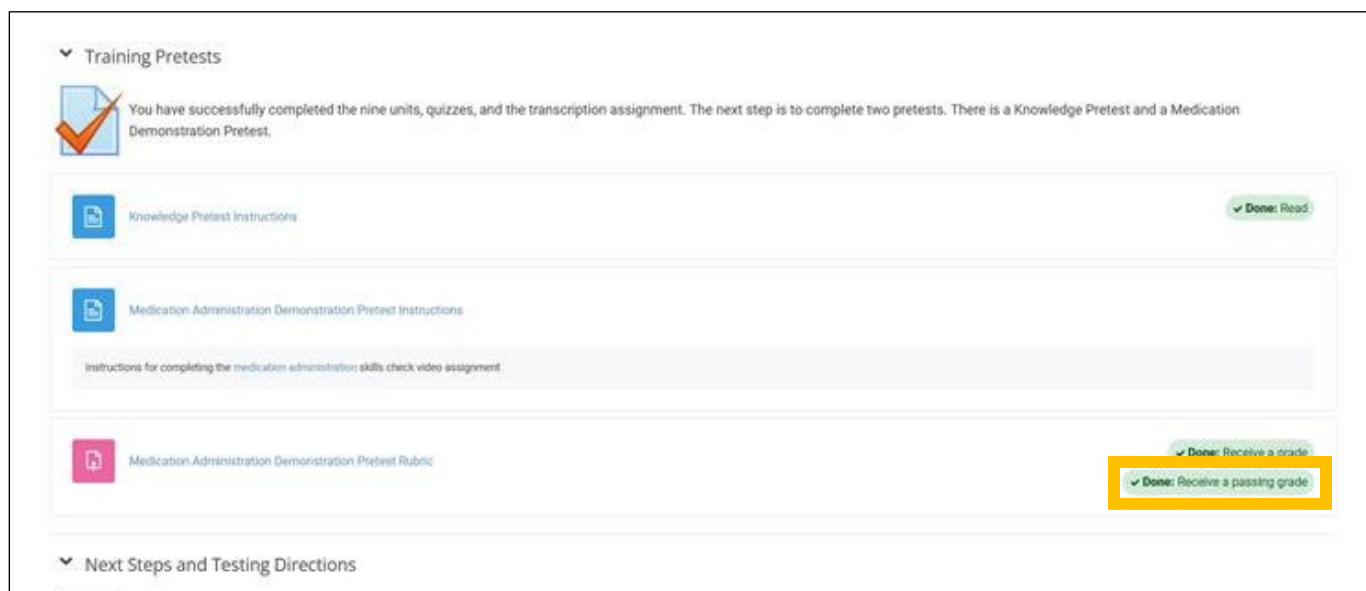 Training Pretests
You have successfully completed the nine units, quizzes, and the transcription assignment. The next step is to complete two pretests. There is a Knowledge Pretest and a Medication
Demonstration Pretest.
Knowledge Pretest Instructions
✓ Done: Read
Medication Administration Demonstration Pretest Instructions
Instructions for completing the medication administration skills check video assignment
Medication Administration Demonstration Pretest Rubric
✓ Done: Receive a grade
✓ Done: Receive a passing grade
Next Steps and Testing Directions